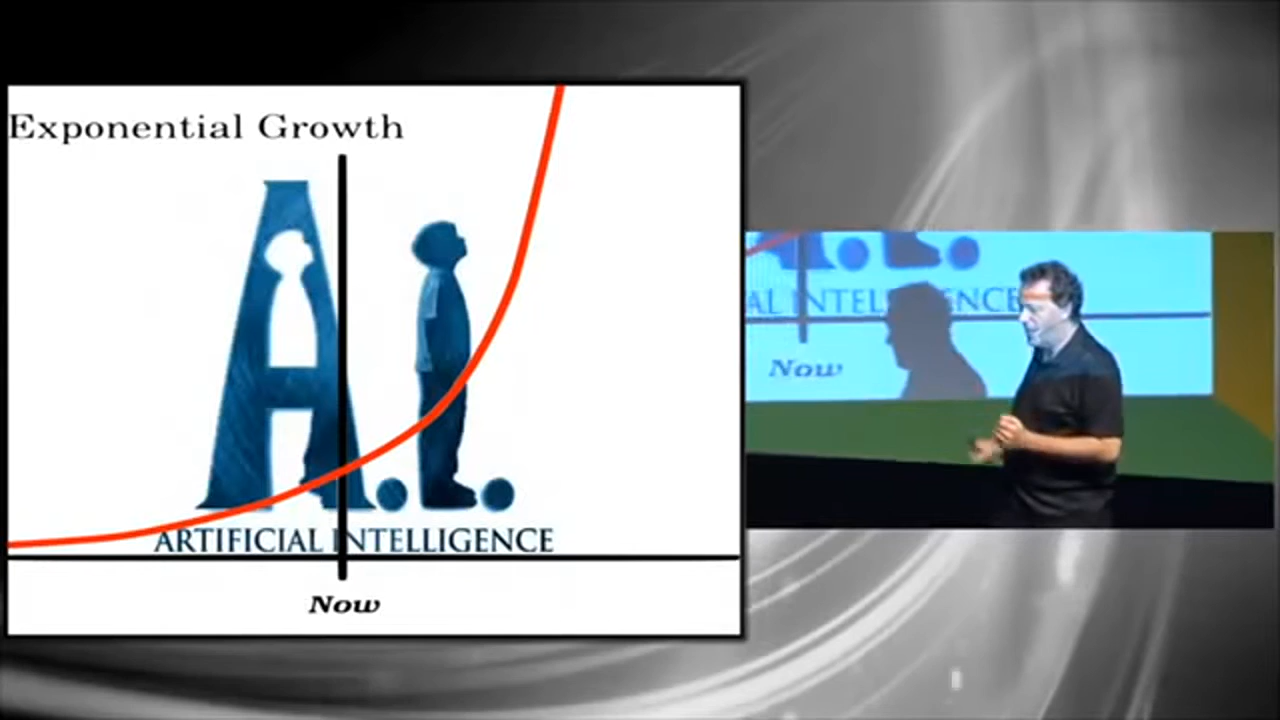 Exponential Growth
A.I.
ARTIFICIAL INTELLIGENCE
Now
A.I.
AL INTELLIGENCE
Now